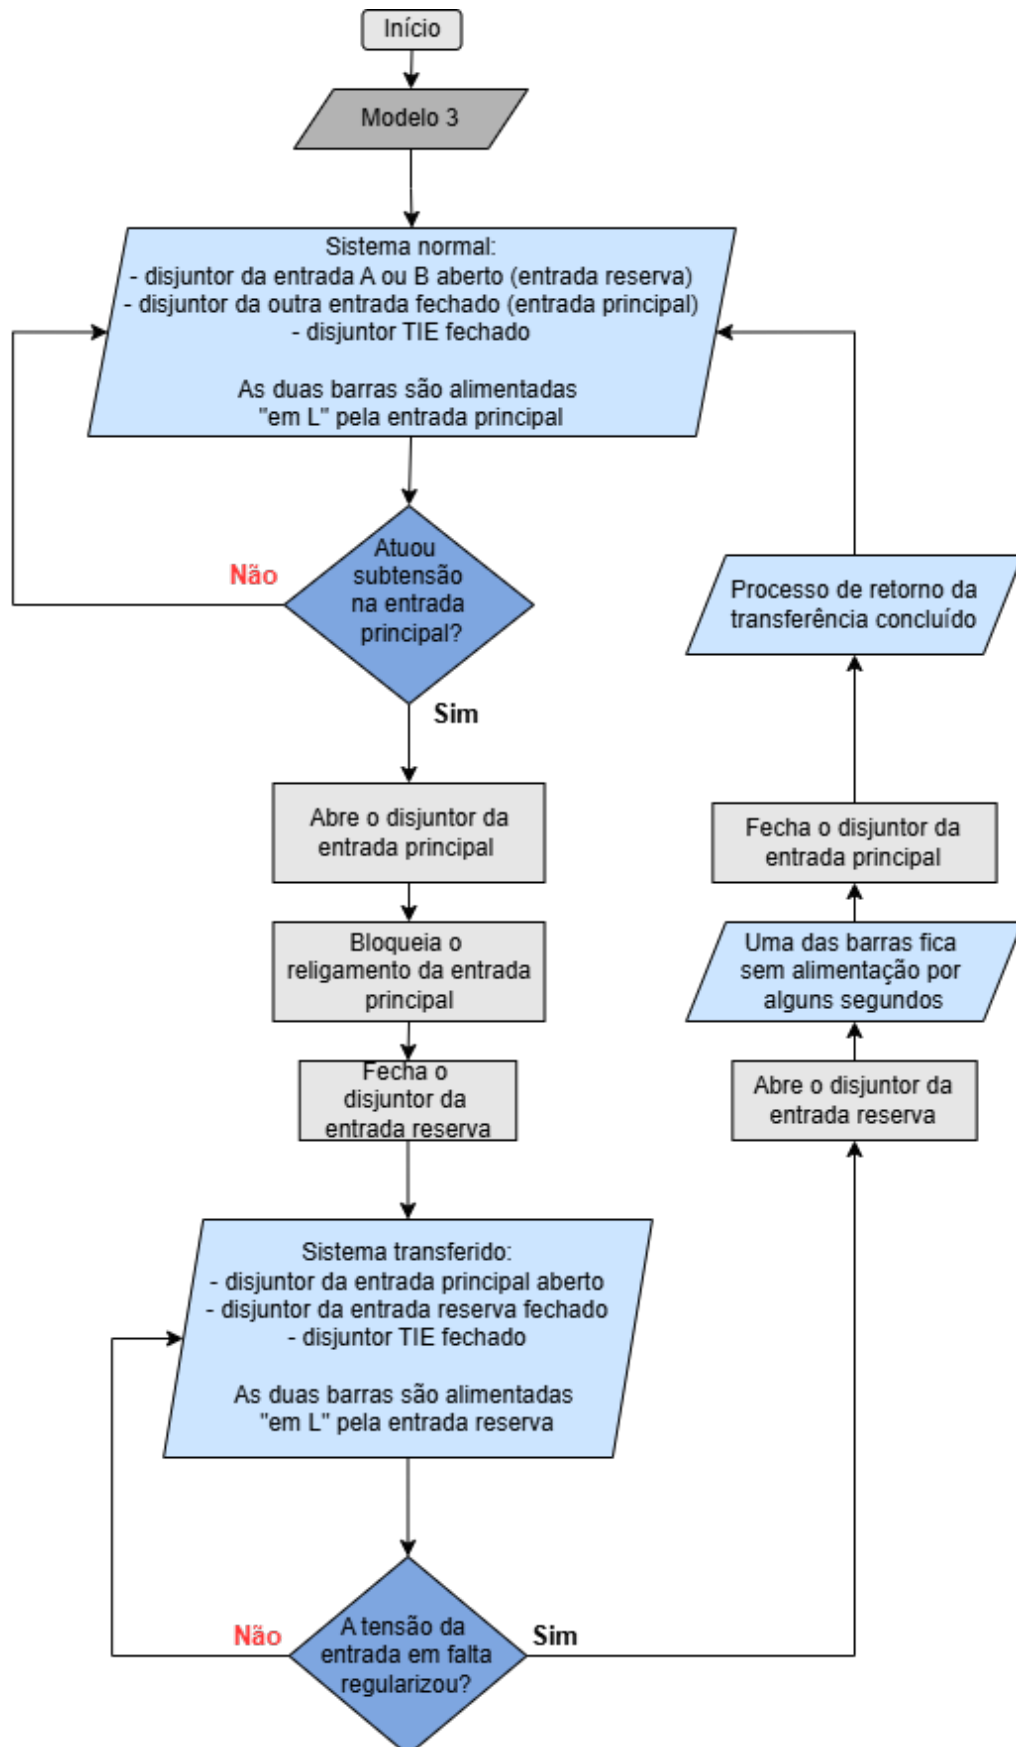 Início
Modelo 3
Sistema normal:
- disjuntor da entrada A ou B aberto (entrada reserva)
- disjuntor da outra entrada fechado (entrada principal)
- disjuntor TIE fechado
As duas barras são alimentadas
"em L" pela entrada principal
Atuou
subtensão
na entrada
principal?
Não
Sim
Abre o disjuntor da
entrada principal
Bloqueia o
religamento da entrada
principal
Fecha o
disjuntor da
entrada reserva
Sistema transferido:
- disjuntor da entrada principal aberto
- disjuntor da entrada reserva fechado
- disjuntor TIE fechado
As duas barras são alimentadas
"em L" pela entrada reserva
A tensão da
entrada em falta
regularizou?
Não
Sim
Abre o disjuntor da
entrada reserva
Uma das barras fica
sem alimentação por
alguns segundos
Fecha o disjuntor da
entrada principal
Processo de retorno da
transferência concluído